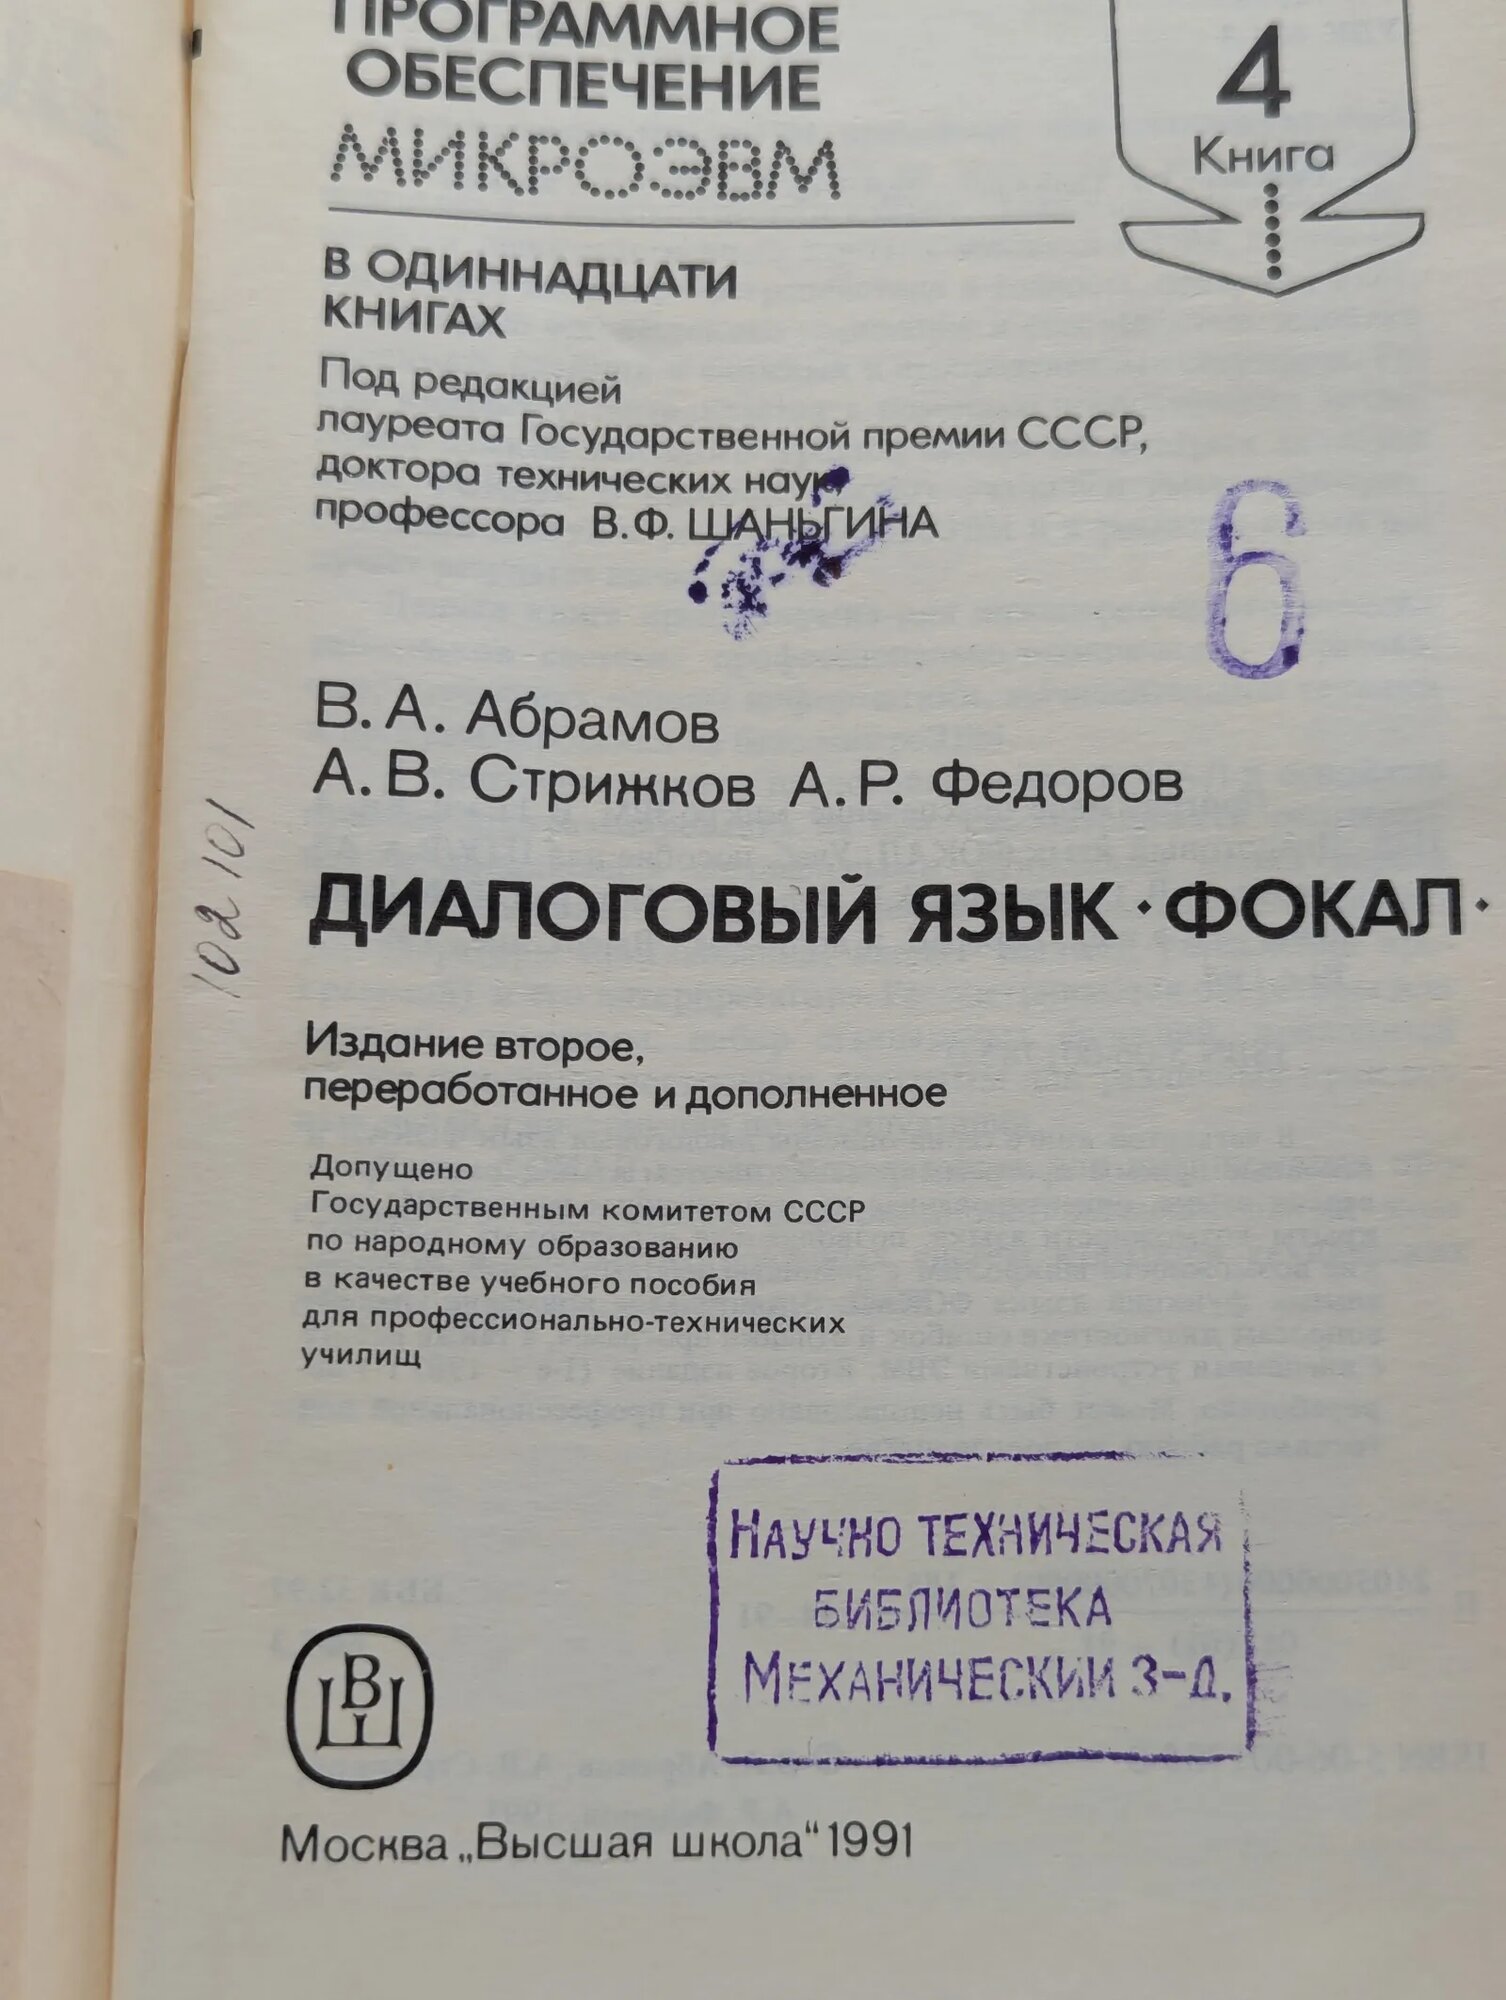 ПРОГРАММНОЕ
ОБЕСПЕЧЕНИЕ
МИКРОЭВМ
4
Книга
В ОДИННАДЦАТИ
КНИГАХ
Под редакцией
лауреата Государственной премии СССР,
доктора технических наук,
профессора В.Ф. ШАНЬГИНА
6
В. А. Абрамов
А. В. Стрижков А. Р. Федоров
102101
ДИАЛОГОВЫЙ ЯЗЫК · ФОКАЛ ·
Издание второе,
переработанное и дополненное
Допущено
Государственным комитетом СССР
по народному образованию
в качестве учебного пособия
для профессионально-технических
училищ
НАУЧНО ТЕХНИЧЕСКАЯ
БИБЛИОТЕКА
МЕХАНИЧЕСКИЙ З-Д.
ВШ
Москва „Высшая школа“ 1991